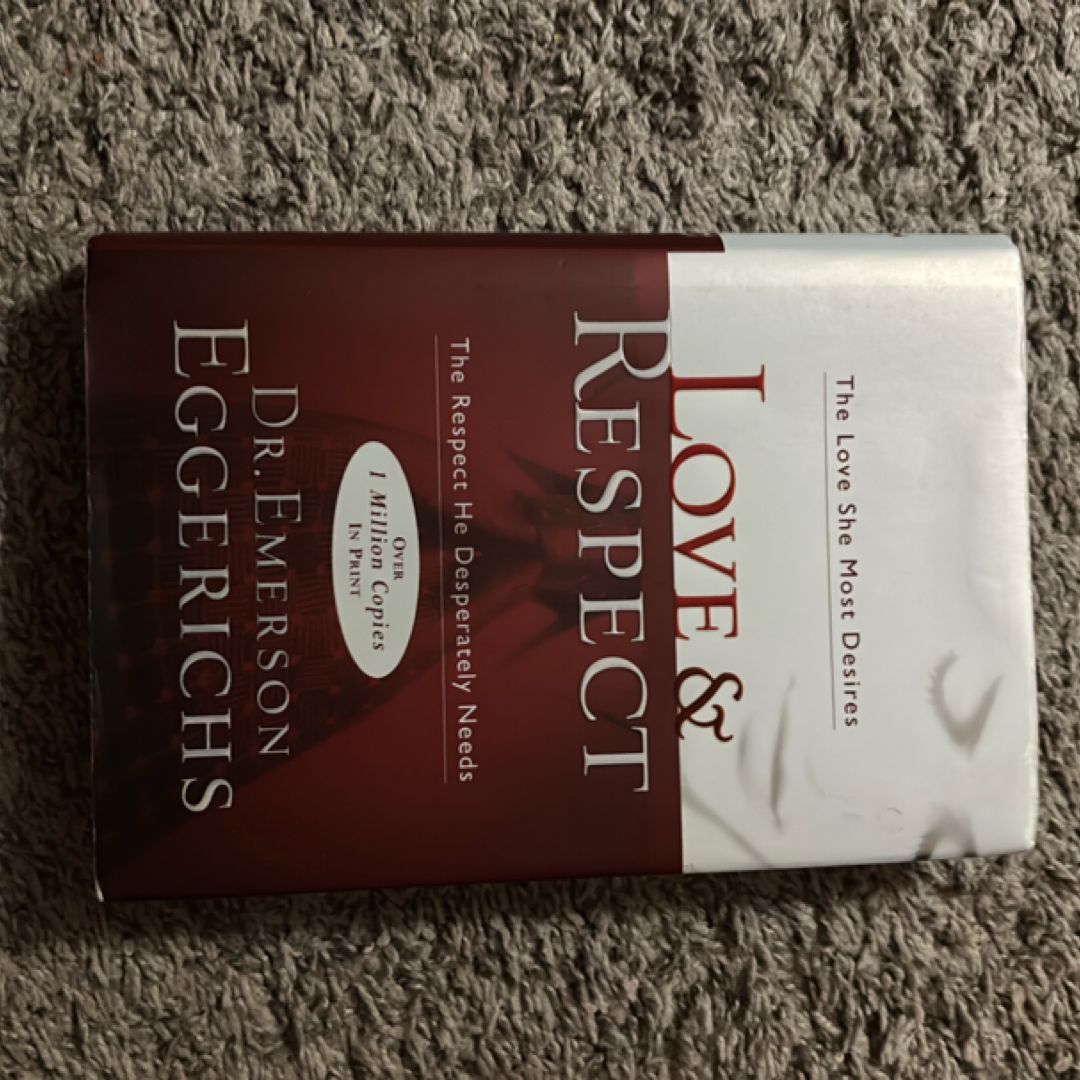 The Love She Most Desires
LOVE &
RESPECT
The Respect He Desperately Needs
OVER
1 Million Copies
IN PRINT
DR. EMERSON
EGGERICHS